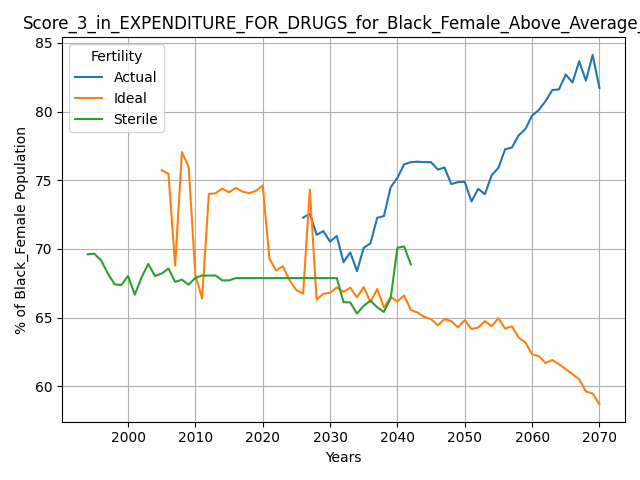 Score_3_in_EXPENDITURE_FOR_DRUGS_for_Black_Female_Above_Average_
Fertility
Actual
Ideal
Sterile
% of Black_Female Population
85
80
75
70
65
60
2000 2010 2020 2030 2040 2050 2060 2070
Years